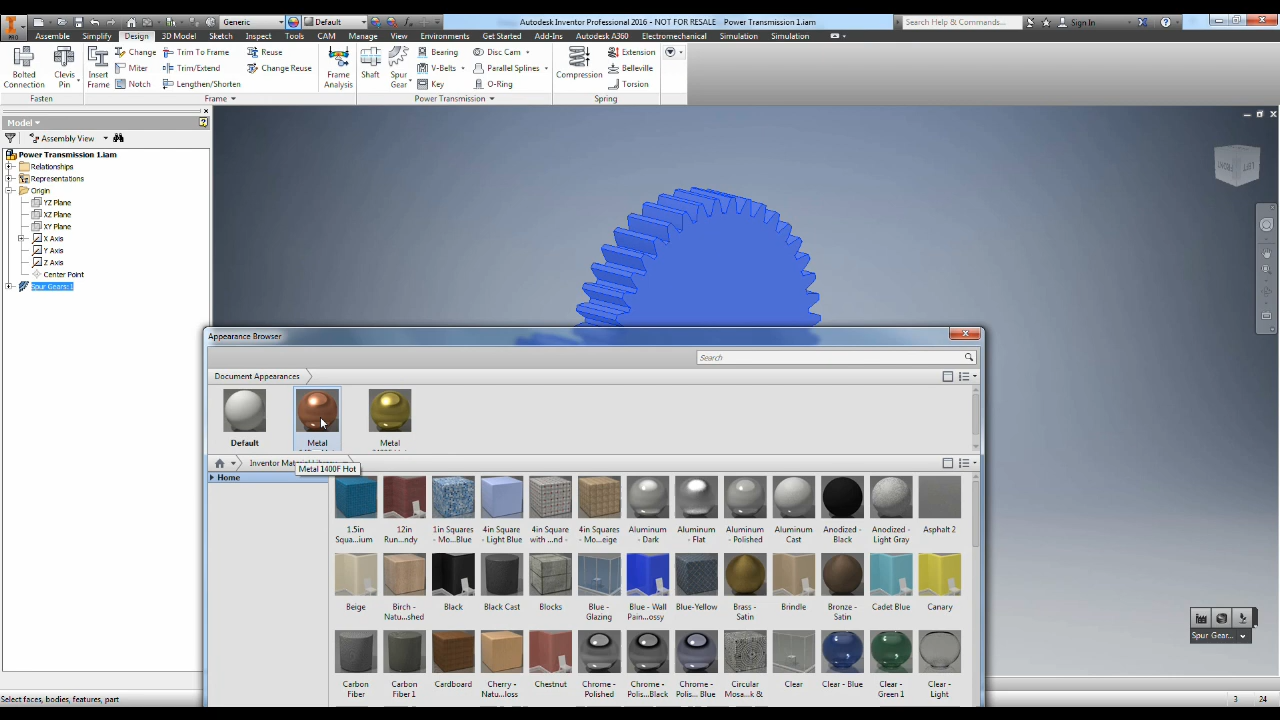 Generic
Default
Autodesk Inventor Professional 2016 - NOT FOR RESALE Power Transmission 1.iam
Search Help & Commands...
Sign In
PRO
Assemble Simplify Design 3D Model Sketch Inspect Tools CAM Manage View Environments Get Started Add-Ins Autodesk A360 Electromechanical Simulation Simulation
Bolted Connection
Clevis Pin
Insert Frame
Change
Miter
Notch
Trim To Frame
Trim/Extend
Lengthen/Shorten
Reuse
Change Reuse
Frame Analysis
Shaft
Spur Gear
Bearing
V-Belts
Key
Disc Cam
Parallel Splines
O-Ring
Compression
Extension
Belleville
Torsion
Fasten
Frame
Power Transmission
Spring
Model
Assembly View
Power Transmission 1.iam
Relationships
Representations
Origin
YZ Plane
XZ Plane
XY Plane
X Axis
Y Axis
Z Axis
Center Point
Spur Gears:1
FRONT
LEFT
Appearance Browser
Search
Document Appearances
Default
Metal
Metal
Inventor Material
Metal 1400F Hot
Home
1.5in Squa...ium
12in Run...ndy
1in Squares - Mo...Blue
4in Square - Light Blue
4in Square with ...nd -
4in Squares - Mo...eige
Aluminum - Dark
Aluminum - Flat
Aluminum - Polished
Aluminum Cast
Anodized - Black
Anodized - Light Gray
Asphalt 2
Beige
Birch - Natu...shed
Black
Black Cast
Blocks
Blue - Glazing
Blue - Wall Pain...ossy
Blue-Yellow
Brass - Satin
Brindle
Bronze - Satin
Cadet Blue
Canary
Carbon Fiber
Carbon Fiber 1
Cardboard
Cherry - Natu...loss
Chestnut
Chrome - Polished
Chrome - Polis...Black
Chrome - Polis... Blue
Circular Mosa...k &
Clear
Clear - Blue
Clear - Green 1
Clear - Light
Spur Gear...
Select faces, bodies, features, part
3 24